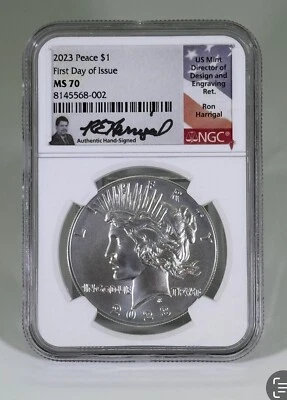 2023 Peace $1
First Day of Issue
MS 70
8145568-002
Authentic Hand-Signed
US Mint
Director of
Design and
Engraving
Ret.
Ron
Harrigal
NGC
LIBERTY
2023